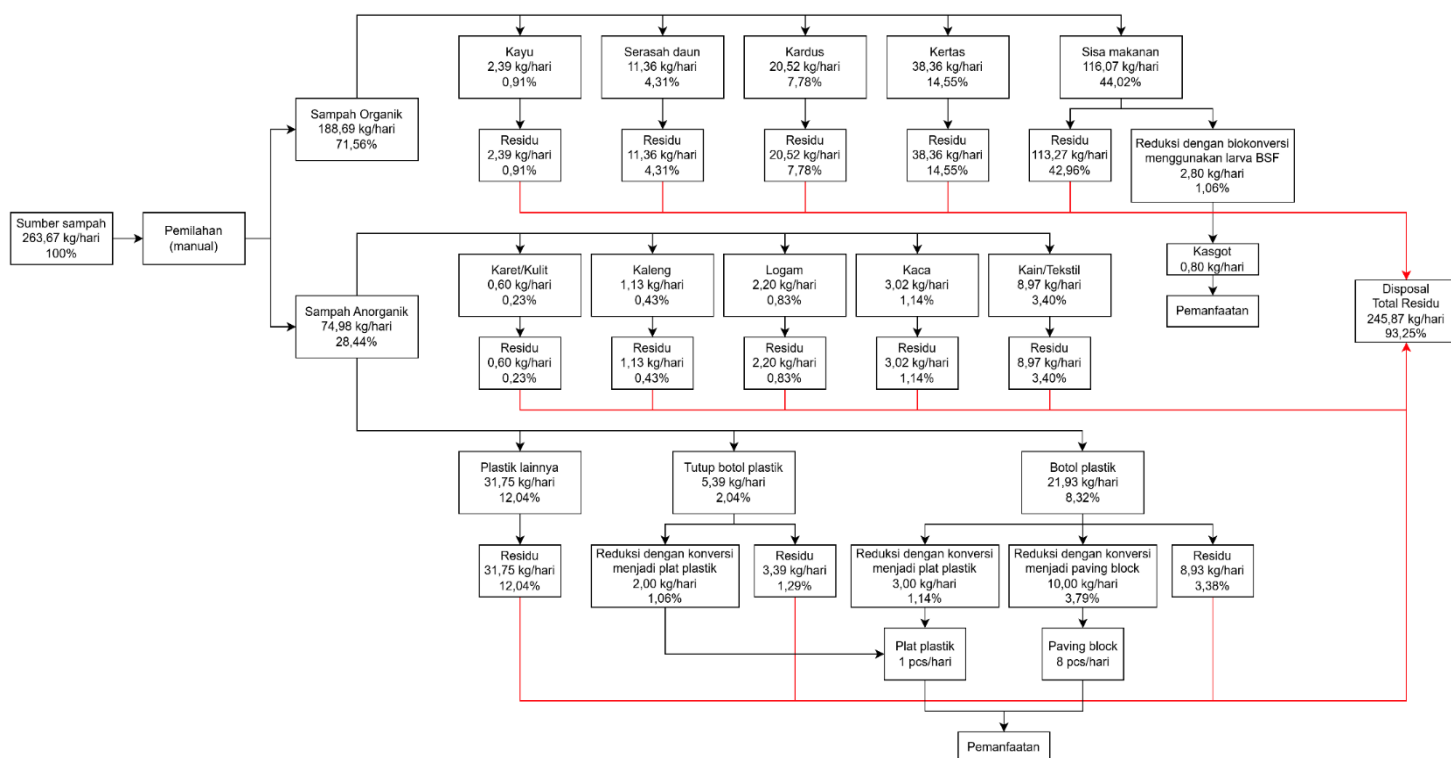 Kayu
2,39 kg/hari
0,91%
Serasah daun
11,36 kg/hari
4,31%
Kardus
20,52 kg/hari
7,78%
Kertas
38,36 kg/hari
14,55%
Sisa makanan
116,07 kg/hari
44,02%
Sampah Organik
188,69 kg/hari
71,56%
Residu
2,39 kg/hari
0,91%
Residu
11,36 kg/hari
4,31%
Residu
20,52 kg/hari
7,78%
Residu
38,36 kg/hari
14,55%
Residu
113,27 kg/hari
42,96%
Reduksi dengan biokonversi
menggunakan larva BSF
2,80 kg/hari
1,06%
Sumber sampah
263,67 kg/hari
100%
Pemilahan
(manual)
Kasgot
0,80 kg/hari
Pemanfaatan
Karet/Kulit
0,60 kg/hari
0,23%
Kaleng
1,13 kg/hari
0,43%
Logam
2,20 kg/hari
0,83%
Kaca
3,02 kg/hari
1,14%
Kain/Tekstil
8,97 kg/hari
3,40%
Disposal
Total Residu
245,87 kg/hari
93,25%
Sampah Anorganik
74,98 kg/hari
28,44%
Residu
0,60 kg/hari
0,23%
Residu
1,13 kg/hari
0,43%
Residu
2,20 kg/hari
0,83%
Residu
3,02 kg/hari
1,14%
Residu
8,97 kg/hari
3,40%
Plastik lainnya
31,75 kg/hari
12,04%
Tutup botol plastik
5,39 kg/hari
2,04%
Botol plastik
21,93 kg/hari
8,32%
Residu
31,75 kg/hari
12,04%
Reduksi dengan konversi
menjadi plat plastik
2,00 kg/hari
1,06%
Residu
3,39 kg/hari
1,29%
Reduksi dengan konversi
menjadi plat plastik
3,00 kg/hari
1,14%
Reduksi dengan konversi
menjadi paving block
10,00 kg/hari
3,79%
Residu
8,93 kg/hari
3,38%
Plat plastik
1 pcs/hari
Paving block
8 pcs/hari
Pemanfaatan